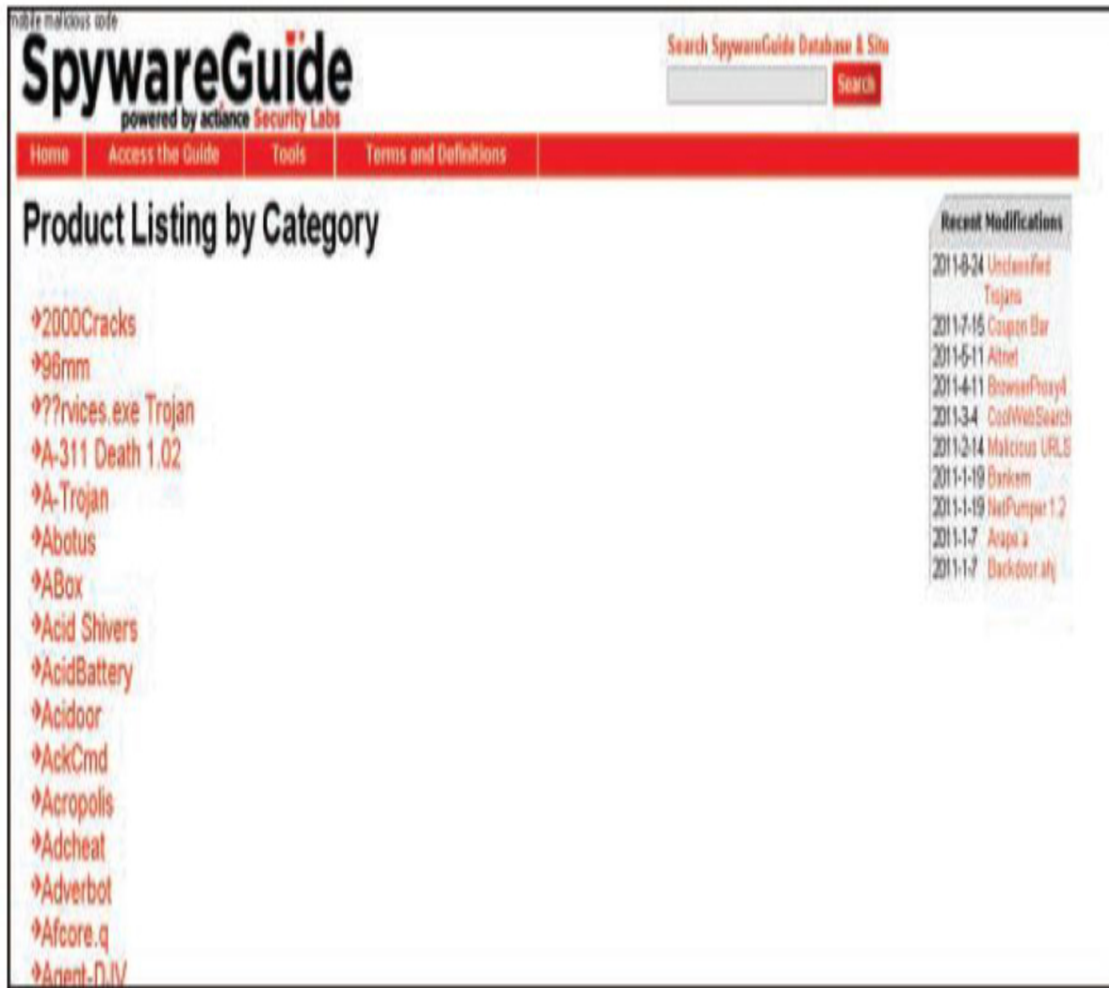 mobile malicious code
SpywareGuide
powered by actiance Security Labs
Search SpywareGuide Database & Site
Search
Home Access the Guide Tools Terms and Definitions
Product Listing by Category
2000Cracks
96mm
??rvices.exe Trojan
A-311 Death 1.02
A-Trojan
Abotus
ABox
Acid Shivers
AcidBattery
Acidoor
AckCmd
Acropolis
Adcheat
Adverbot
Afcore.q
Agent-DJV
Recent Modifications
2011-8-24 Unclassified
Trojans
2011-7-15 Coupon Bar
2011-5-11 Altnet
2011-4-11 BrowserProxy4
2011-3-4 CoolWebSearch
2011-2-14 Malicious URLS
2011-1-19 Bankem
2011-1-19 NetPumper 1.2
2011-1-7 Arape.a
2011-1-7 Backdoor.ahj